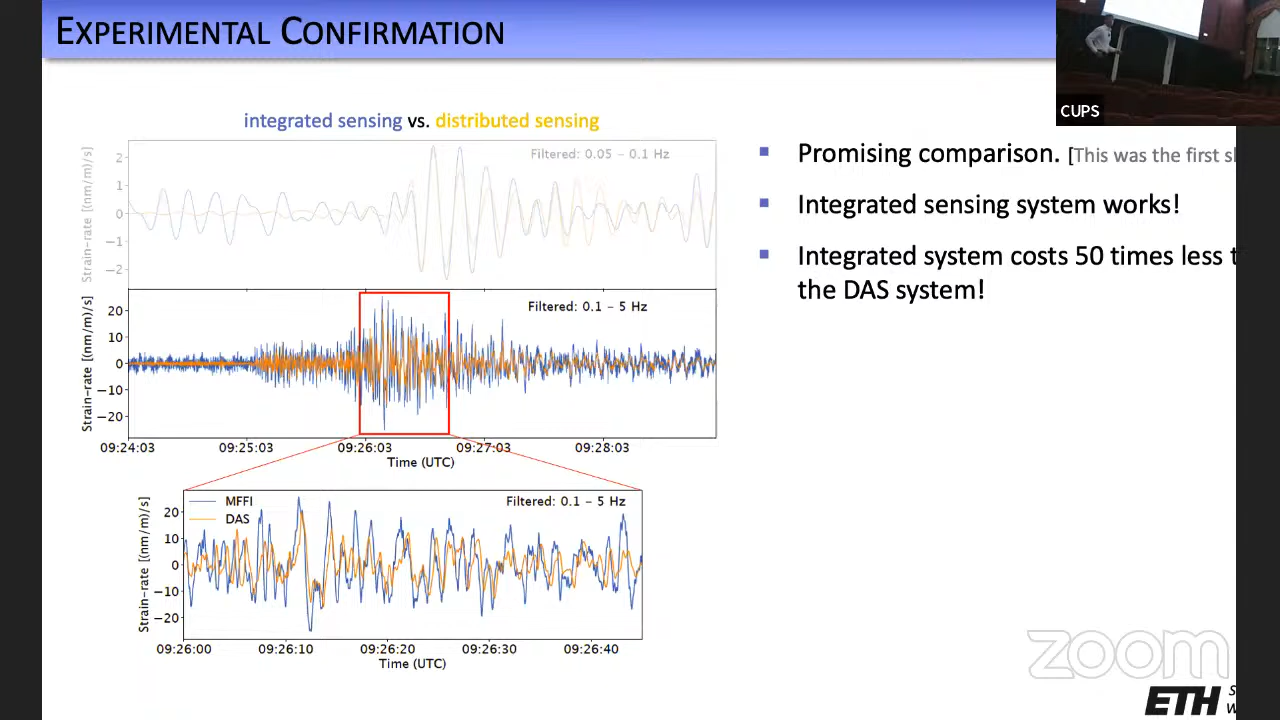 EXPERIMENTAL CONFIRMATION
CUPS
integrated sensing vs. distributed sensing
Filtered: 0.05 – 0.1 Hz
Strain-rate [(nm/m)/s]
2
1
0
−1
−2
Filtered: 0.1 – 5 Hz
Strain-rate [(nm/m)/s]
20
10
0
−10
−20
09:24:03 09:25:03 09:26:03 09:27:03 09:28:03
Time (UTC)
MFFI
DAS
Filtered: 0.1 – 5 Hz
Strain-rate [(nm/m)/s]
20
10
0
−10
−20
09:26:00 09:26:10 09:26:20 09:26:30 09:26:40
Time (UTC)
Promising comparison. [This was the first
Integrated sensing system works!
Integrated system costs 50 times less
the DAS system!
zoom
ETH